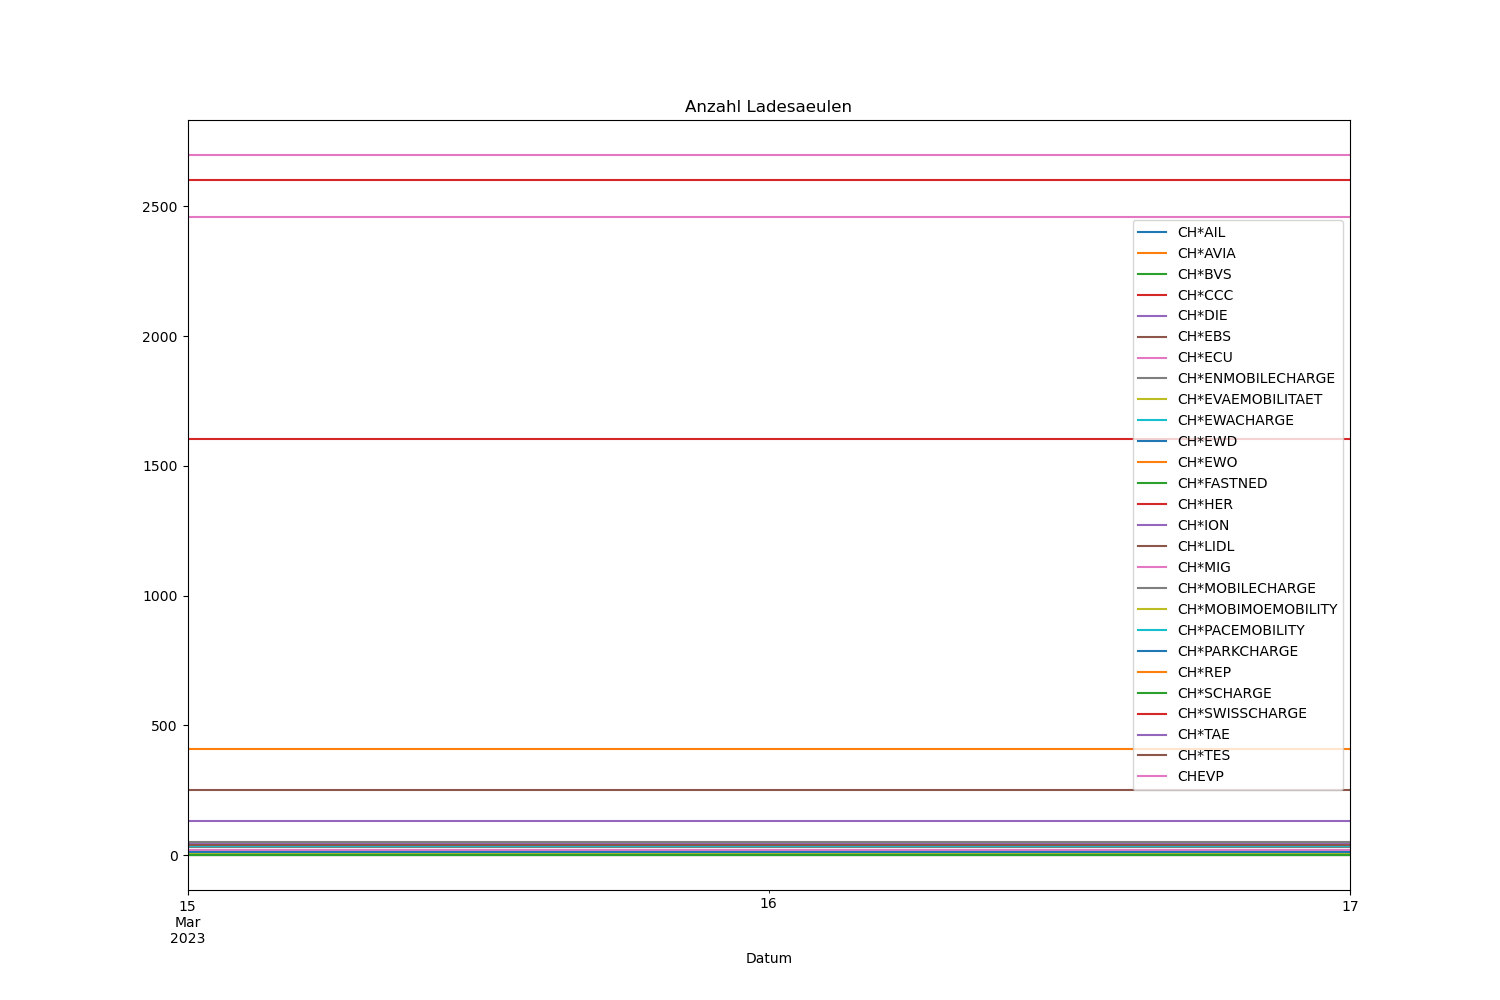 Anzahl Ladesaeulen
2500
2000
1500
1000
500
0
CH*AIL
CH*AVIA
CH*BVS
CH*CCC
CH*DIE
CH*EBS
CH*ECU
CH*ENMOBILECHARGE
CH*EVAEMOBILITAET
CH*EWACHARGE
CH*EWD
CH*EWO
CH*FASTNED
CH*HER
CH*ION
CH*LIDL
CH*MIG
CH*MOBILECHARGE
CH*MOBIMOEMOBILITY
CH*PACEMOBILITY
CH*PARKCHARGE
CH*REP
CH*SCHARGE
CH*SWISSCHARGE
CH*TAE
CH*TES
CHEVP
15 16 17
Mar
2023
Datum